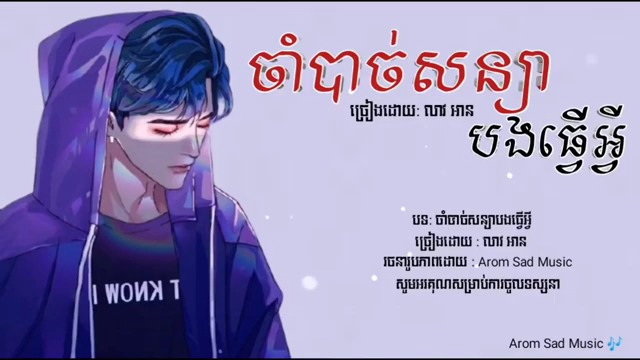 ចាំបាច់សន្យា
ច្រៀងដោយ: លាវ អាន
បងធ្វើអ្វី
បទ: ចាំបាច់សន្យាបងធ្វើអ្វី
ច្រៀងដោយ : លាវ អាន
រចនារូបភាពដោយ : Arom Sad Music
សូមអរគុណសម្រាប់ការចូលទស្សនា
I KNOW TI
Arom Sad Music 🎶